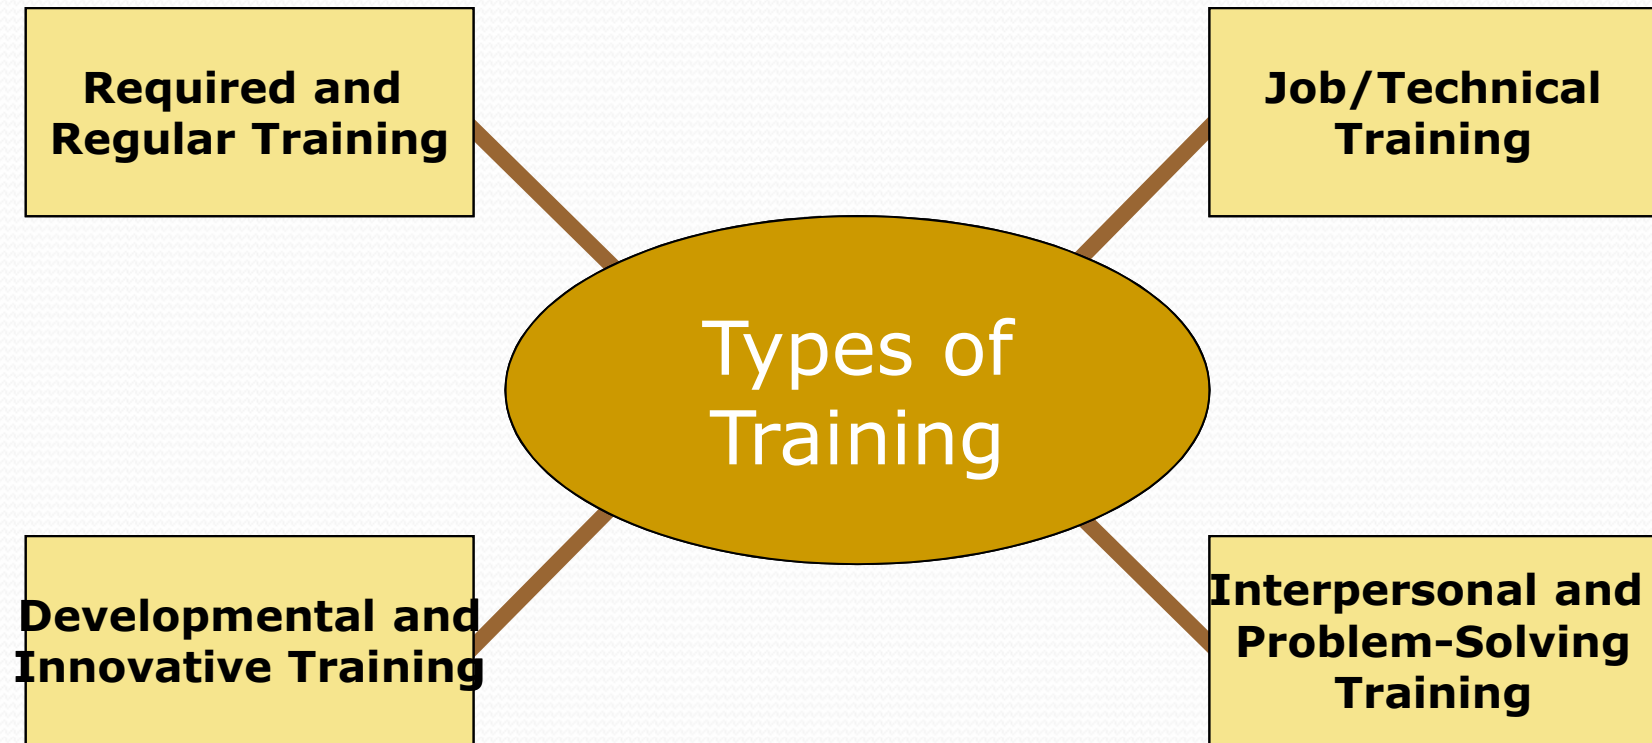 Required and
Regular Training
Job/Technical
Training
Types of
Training
Developmental and
Innovative Training
Interpersonal and
Problem-Solving
Training